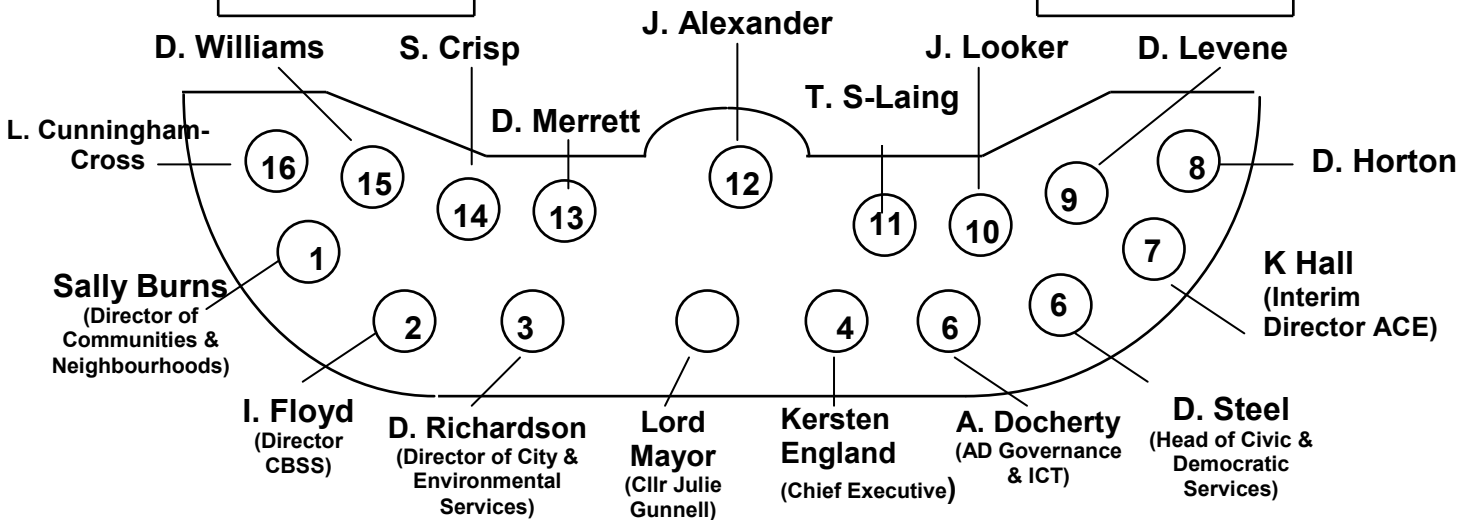 J. Alexander
D. Williams
S. Crisp
J. Looker
D. Levene
T. S-Laing
L. Cunningham-
Cross
D. Merrett
D. Horton
16
15
14
13
12
11
10
9
8
1
7
Sally Burns
(Director of
Communities &
Neighbourhoods)
K Hall
(Interim
Director ACE)
2
3
4
6
6
I. Floyd
(Director
CBSS)
D. Richardson
(Director of City &
Environmental
Services)
Lord
Mayor
(Cllr Julie
Gunnell)
Kersten
England
(Chief Executive)
A. Docherty
(AD Governance
& ICT)
D. Steel
(Head of Civic &
Democratic
Services)